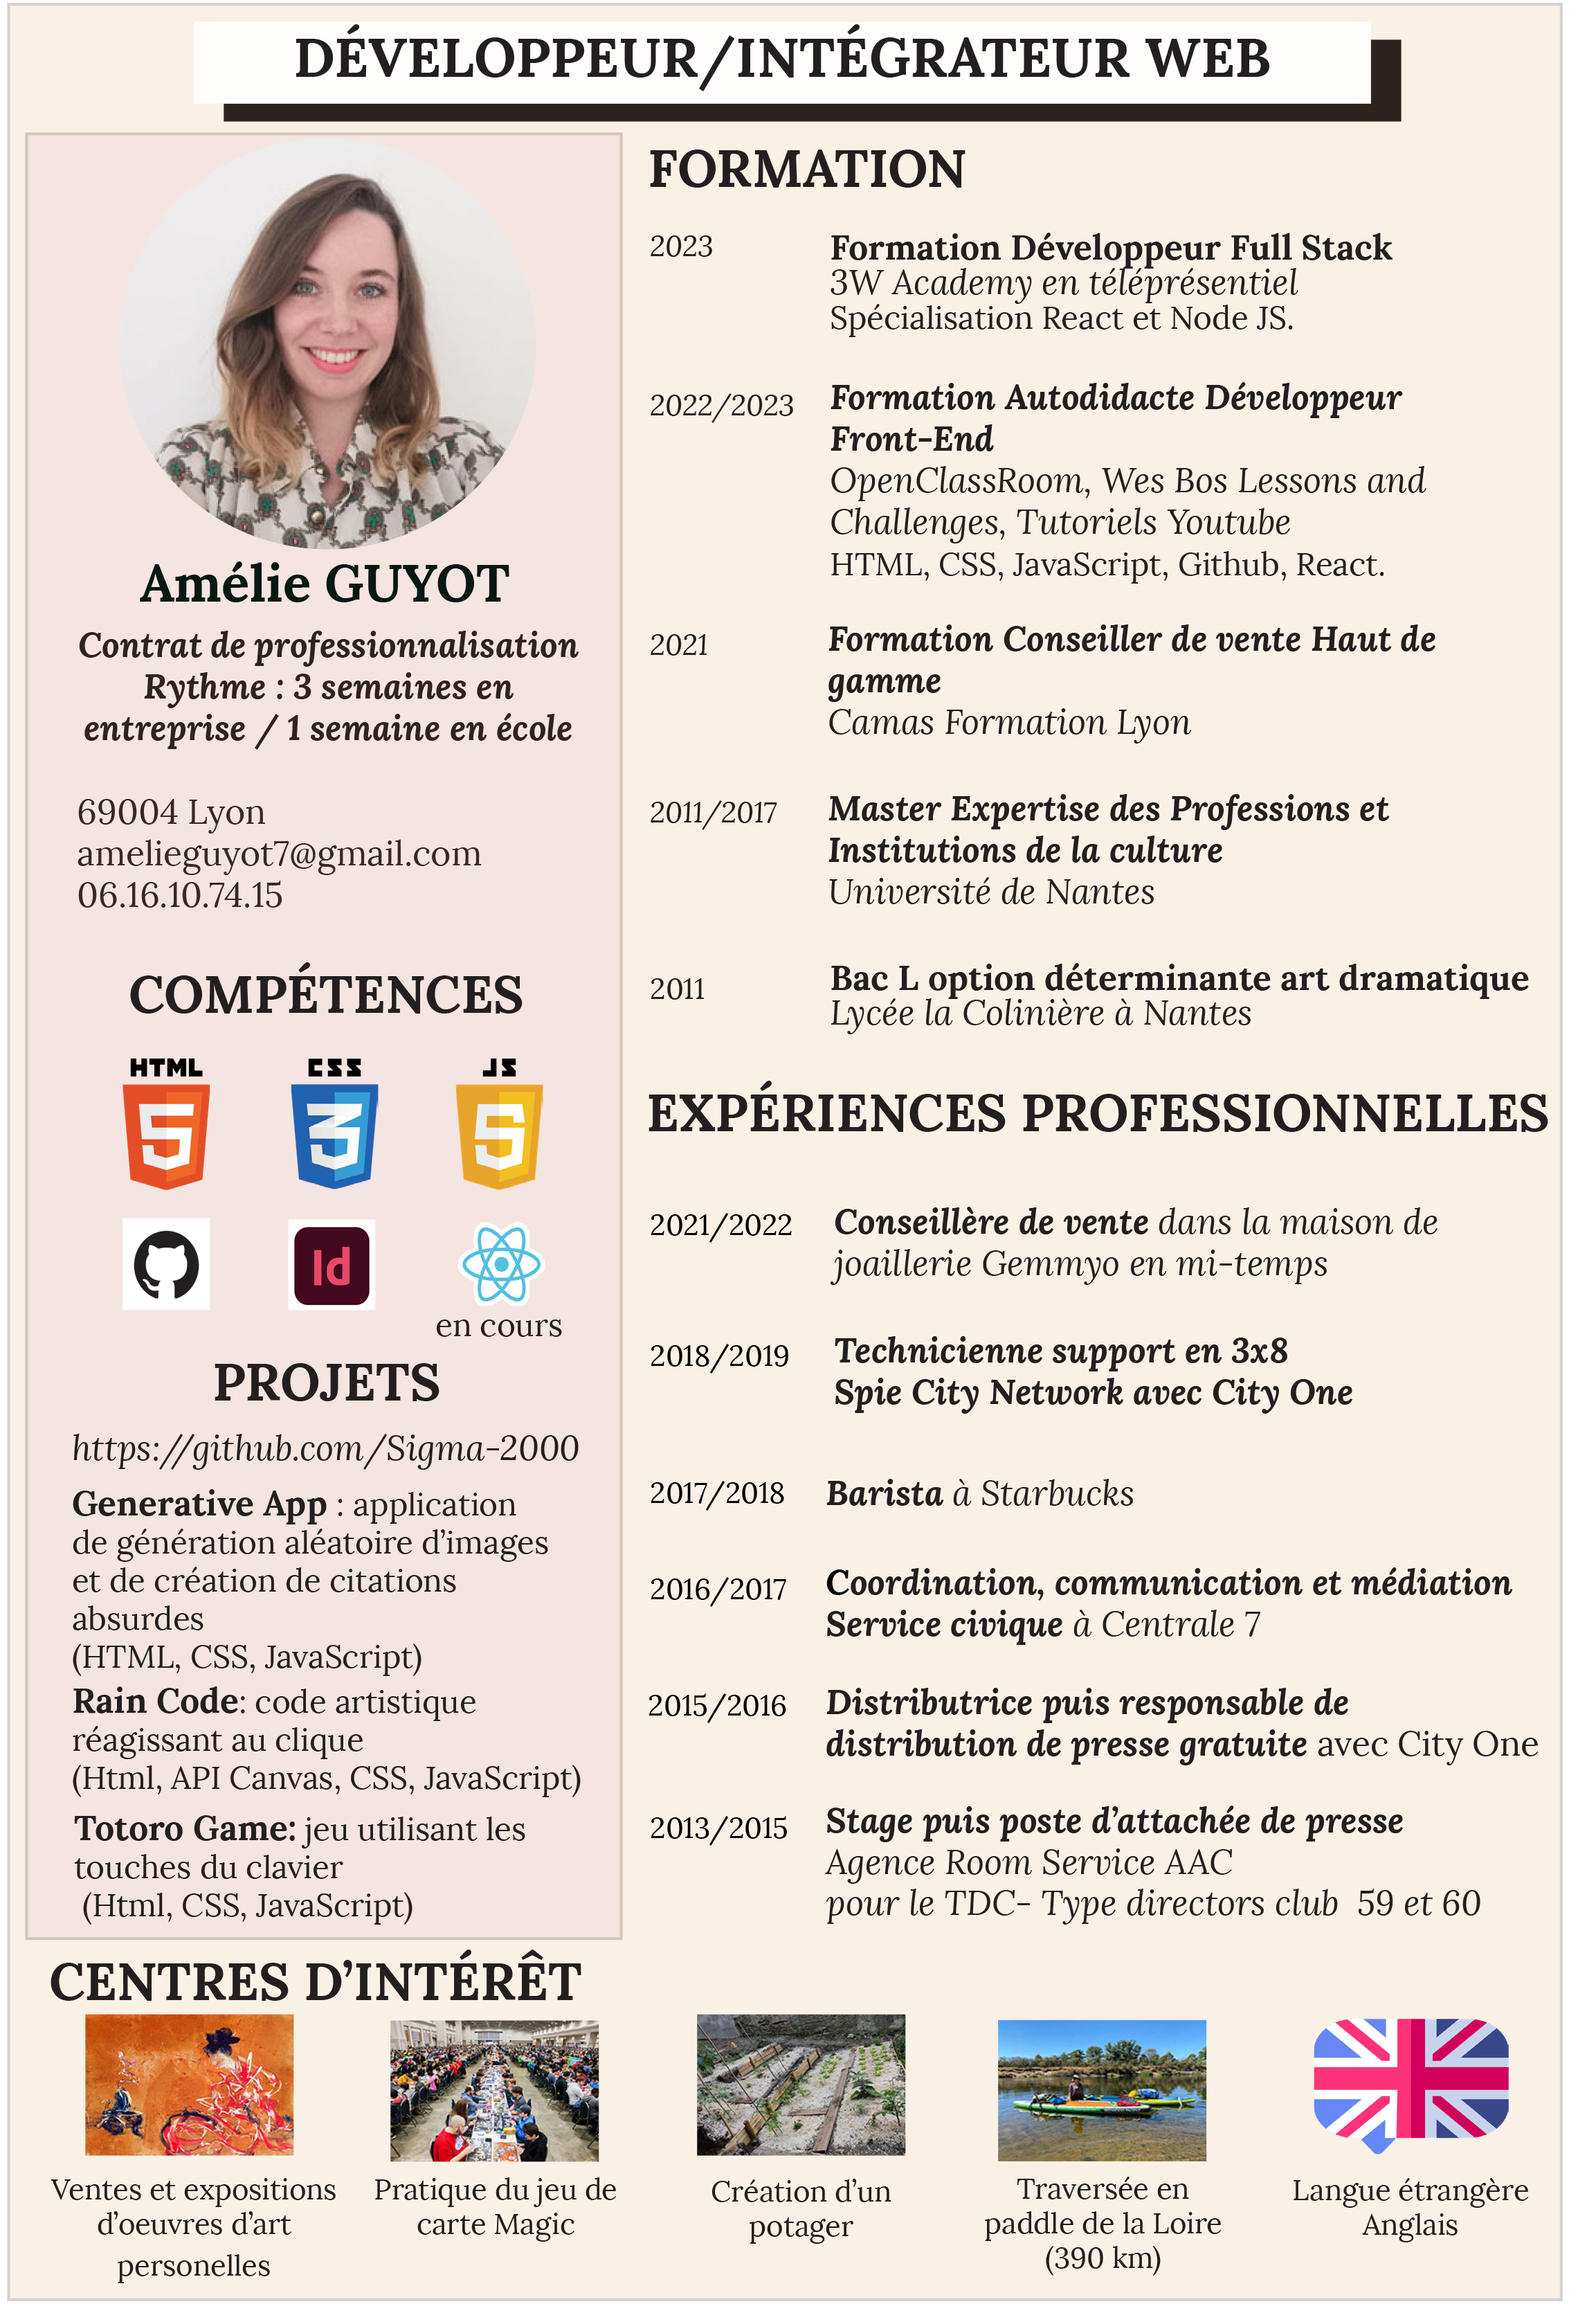 DÉVELOPPEUR/INTÉGRATEUR WEB
Amélie GUYOT
Contrat de professionnalisation
Rythme : 3 semaines en
entreprise / 1 semaine en école
69004 Lyon
amelieguyot7@gmail.com
06.16.10.74.15
COMPÉTENCES
HTML CSS JS
Id
en cours
PROJETS
https://github.com/Sigma-2000
Generative App : application
de génération aléatoire d’images
et de création de citations
absurdes
(HTML, CSS, JavaScript)
Rain Code: code artistique
réagissant au clique
(Html, API Canvas, CSS, JavaScript)
Totoro Game: jeu utilisant les
touches du clavier
(Html, CSS, JavaScript)
FORMATION
2023 Formation Développeur Full Stack
3W Academy en téléprésentiel
Spécialisation React et Node JS.
2022/2023 Formation Autodidacte Développeur
Front-End
OpenClassRoom, Wes Bos Lessons and
Challenges, Tutoriels Youtube
HTML, CSS, JavaScript, Github, React.
2021 Formation Conseiller de vente Haut de
gamme
Camas Formation Lyon
2011/2017 Master Expertise des Professions et
Institutions de la culture
Université de Nantes
2011 Bac L option déterminante art dramatique
Lycée la Colinière à Nantes
EXPÉRIENCES PROFESSIONNELLES
2021/2022 Conseillère de vente dans la maison de
joaillerie Gemmyo en mi-temps
2018/2019 Technicienne support en 3x8
Spie City Network avec City One
2017/2018 Barista à Starbucks
2016/2017 Coordination, communication et médiation
Service civique à Centrale 7
2015/2016 Distributrice puis responsable de
distribution de presse gratuite avec City One
2013/2015 Stage puis poste d’attachée de presse
Agence Room Service AAC
pour le TDC- Type directors club 59 et 60
CENTRES D’INTÉRÊT
Ventes et expositions
d’oeuvres d’art
personelles
Pratique du jeu de
carte Magic
Création d’un
potager
Traversée en
paddle de la Loire
(390 km)
Langue étrangère
Anglais